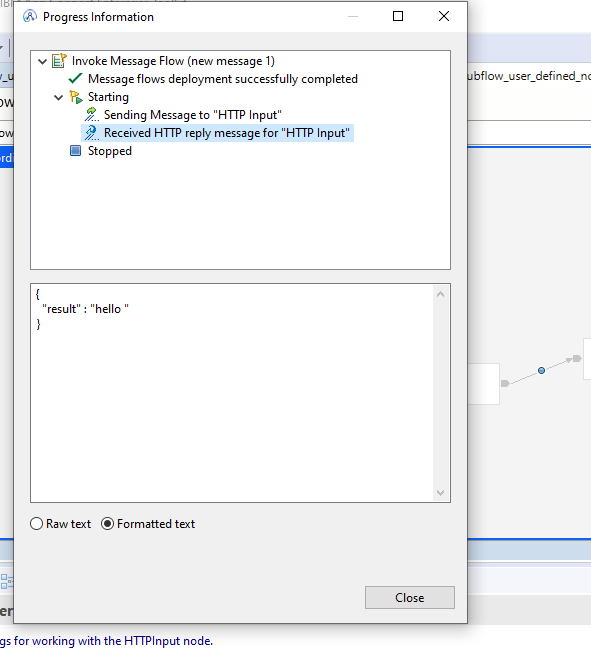 Progress Information
Invoke Message Flow (new message 1)
Message flows deployment successfully completed
Starting
Sending Message to "HTTP Input"
Received HTTP reply message for "HTTP Input"
Stopped
ubflow_user_defined_no
{
"result" : "hello "
}
Raw text
Formatted text
Close
gs for working with the HTTPInput node.